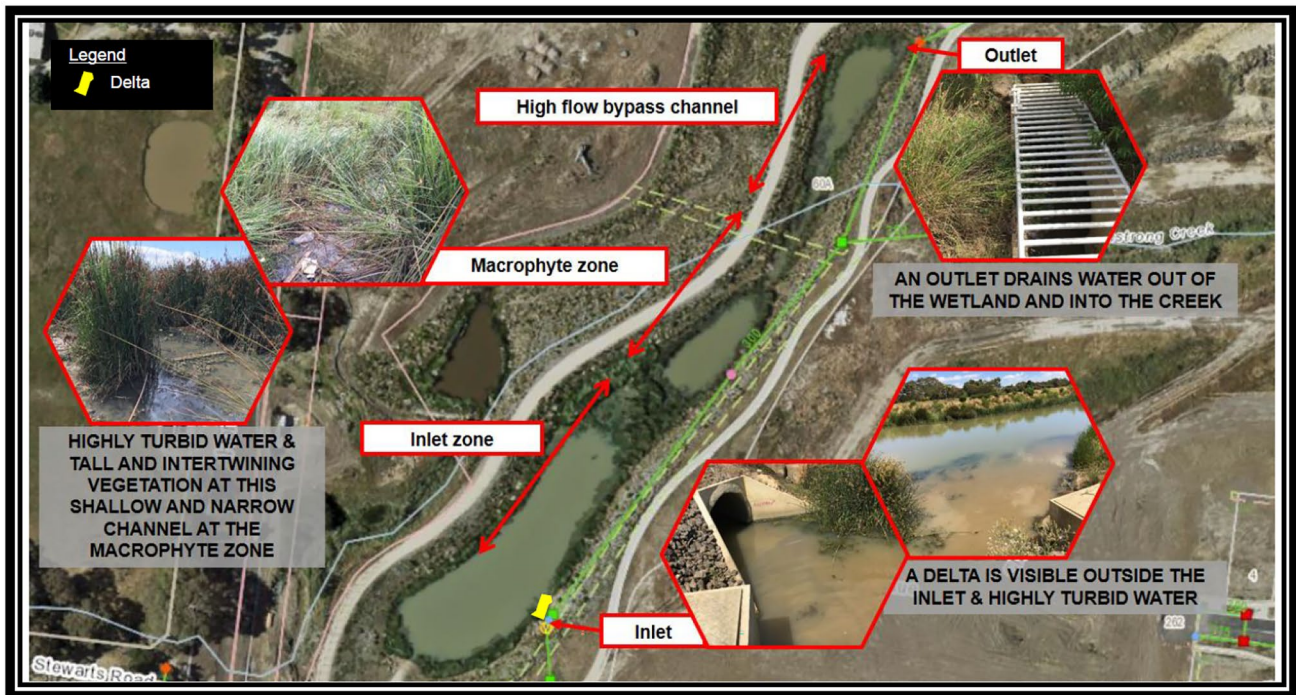 Legend
Delta
High flow bypass channel
Outlet
60A
Macrophyte zone
strong Creek
AN OUTLET DRAINS WATER OUT OF
THE WETLAND AND INTO THE CREEK
Inlet zone
HIGHLY TURBID WATER &
TALL AND INTERTWINING
VEGETATION AT THIS
SHALLOW AND NARROW
CHANNEL AT THE
MACROPHYTE ZONE
A DELTA IS VISIBLE OUTSIDE THE
INLET & HIGHLY TURBID WATER
4
262
Inlet
Stewarts Road